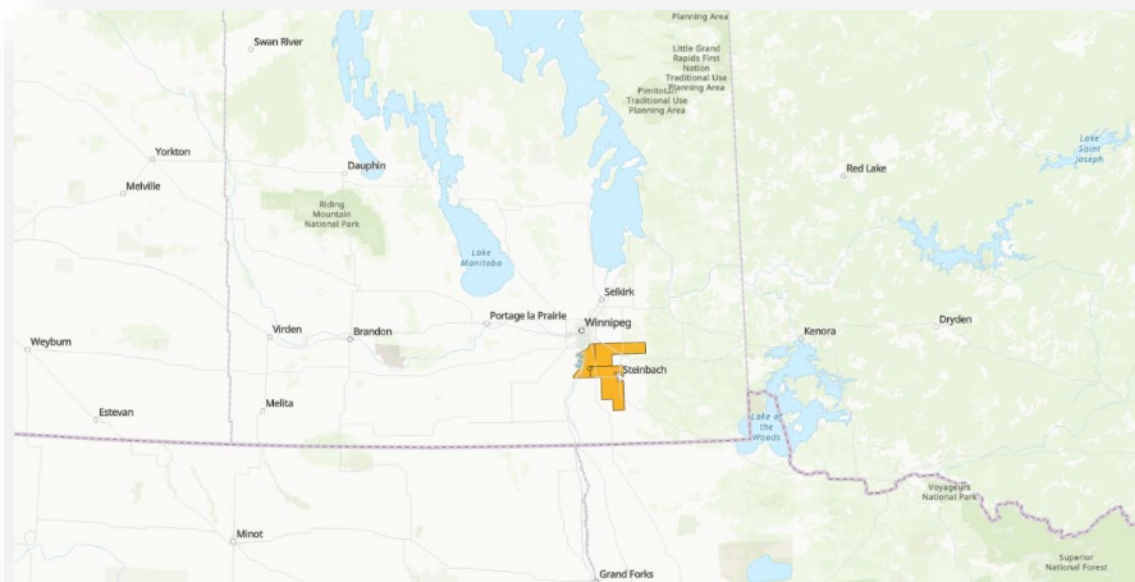 Planning Area
Swan River
Little Grand
Rapids First
Nation
Traditional Use
Planning Area
Pimitotah
Traditional Use
Planning Area
Lake
Saint
Joseph
Yorkton
Dauphin
Red Lake
Melville
Riding
Mountain
National Park
Lake
Manitoba
Selkirk
Portage la Prairie
Winnipeg
Dryden
Virden
Brandon
Kenora
Weyburn
Red
Steinbach
Melita
Estevan
Lake of
the
Woods
Voyageurs
National Park
Minot
Superior
National Forest
Grand Forks